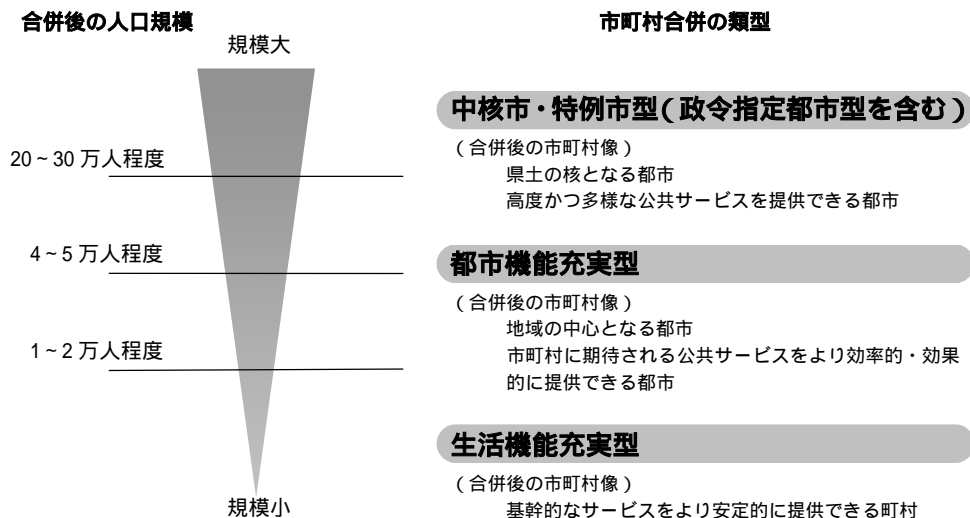 合併後の人口規模
市町村合併の類型
規模大
20～30 万人程度
4～5 万人程度
1～2 万人程度
規模小
中核市・特例市型(政令指定都市型を含む)
(合併後の市町村像)
県土の核となる都市
高度かつ多様な公共サービスを提供できる都市
都市機能充実型
(合併後の市町村像)
地域の中心となる都市
市町村に期待される公共サービスをより効率的・効果
的に提供できる都市
生活機能充実型
(合併後の市町村像)
基幹的なサービスをより安定的に提供できる町村